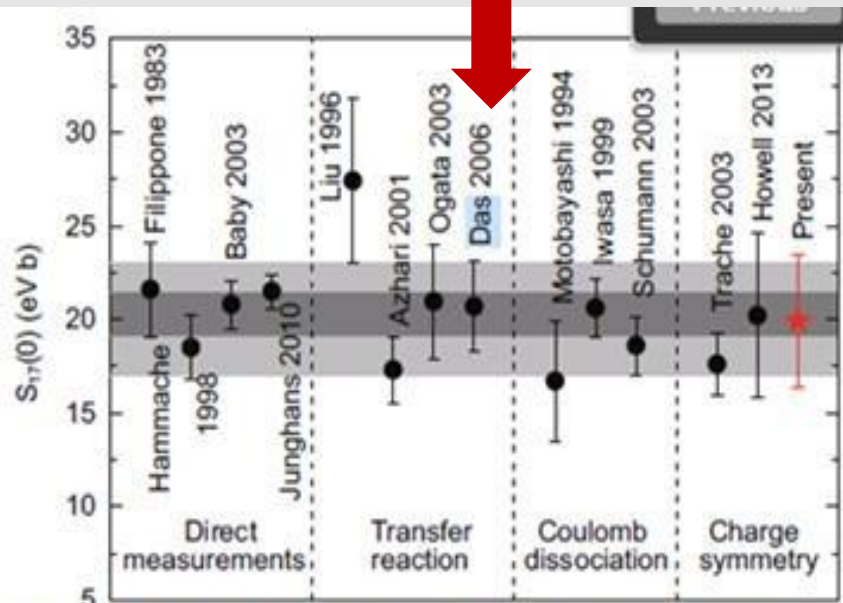 Previous
35
30
25
20
15
10
5
S₁₇(0) (eV b)
Filippone 1983
Hammache
1998
Baby 2003
Junghans 2010
Liu 1996
Azhari 2001
Ogata 2003
Das 2006
Motobayashi 1994
Iwasa 1999
Schumann 2003
Trache 2003
Howell 2013
Present
Direct
measurements
Transfer
reaction
Coulomb
dissociation
Charge
symmetry